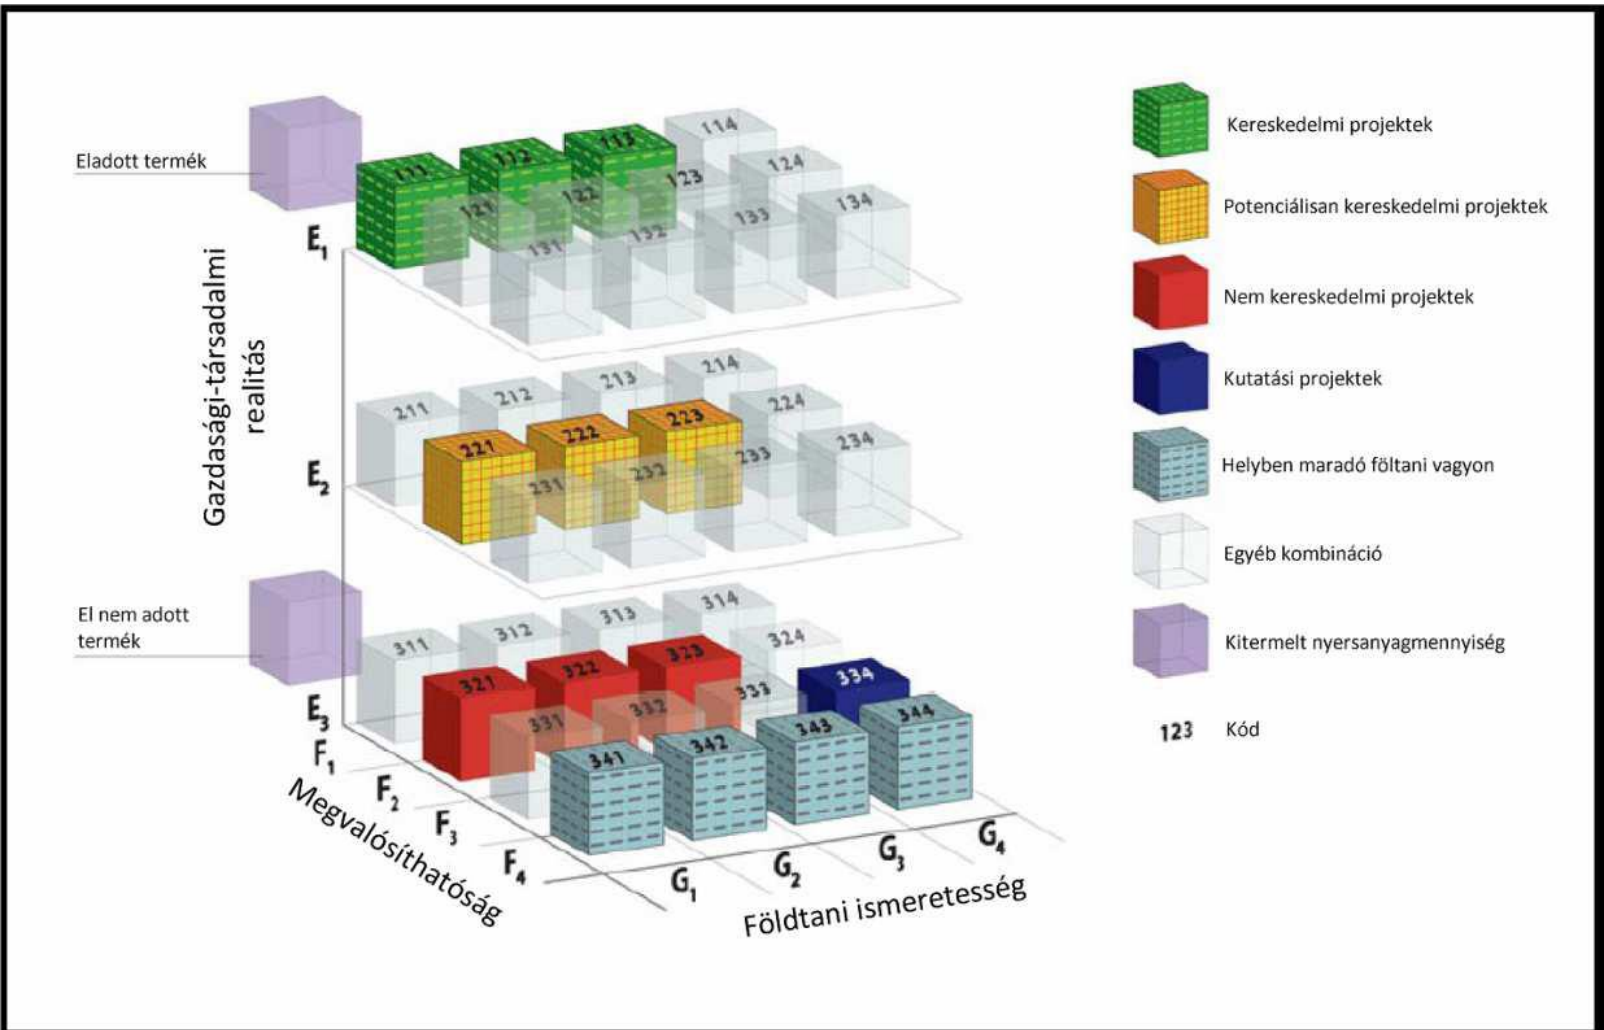 Eladott termék
Gazdasági-társadalmi
realitás
El nem adott
termék
E1
111
112
113
114
121
122
123
124
131
132
133
134
E2
211
212
213
214
221
222
223
224
231
232
233
234
E3
311
312
313
314
321
322
323
324
331
332
333
334
341
342
343
344
F1
F2
F3
F4
Megvalósíthatóság
G1
G2
G3
G4
Földtani ismeretesség
Kereskedelmi projektek
Potenciálisan kereskedelmi projektek
Nem kereskedelmi projektek
Kutatási projektek
Helyben maradó föltani vagyon
Egyéb kombináció
Kitermelt nyersanyagmennyiség
123 Kód